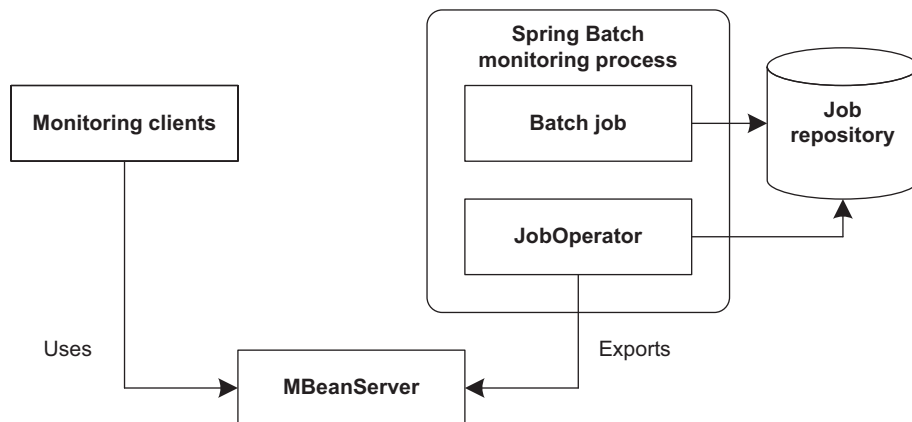 Spring Batch
monitoring process
Monitoring clients
Batch job
Job
repository
JobOperator
Uses
Exports
MBeanServer